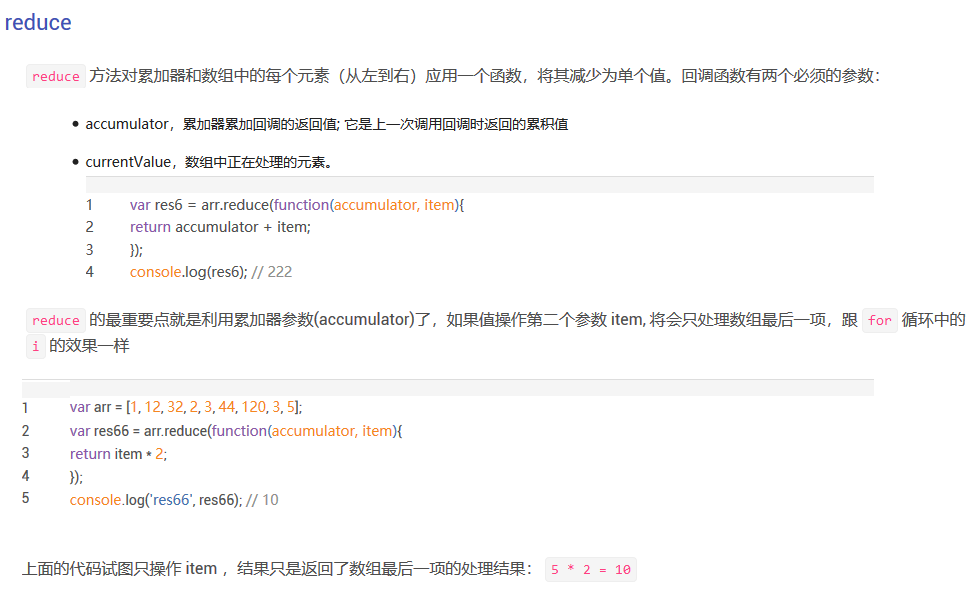 reduce
reduce 方法对累加器和数组中的每个元素（从左到右）应用一个函数，将其减少为单个值。回调函数有两个必须的参数：
• accumulator，累加器累加回调的返回值; 它是上一次调用回调时返回的累积值
• currentValue，数组中正在处理的元素。
1 var res6 = arr.reduce(function(accumulator, item){
2 return accumulator + item;
3 });
4 console.log(res6); // 222
reduce 的最重要点就是利用累加器参数(accumulator)了，如果值操作第二个参数 item, 将会只处理数组最后一项，跟 for 循环中的
i 的效果一样
1 var arr = [1, 12, 32, 2, 3, 44, 120, 3, 5];
2 var res66 = arr.reduce(function(accumulator, item){
3 return item * 2;
4 });
5 console.log('res66', res66); // 10
上面的代码试图只操作 item ，结果只是返回了数组最后一项的处理结果： 5 * 2 = 10